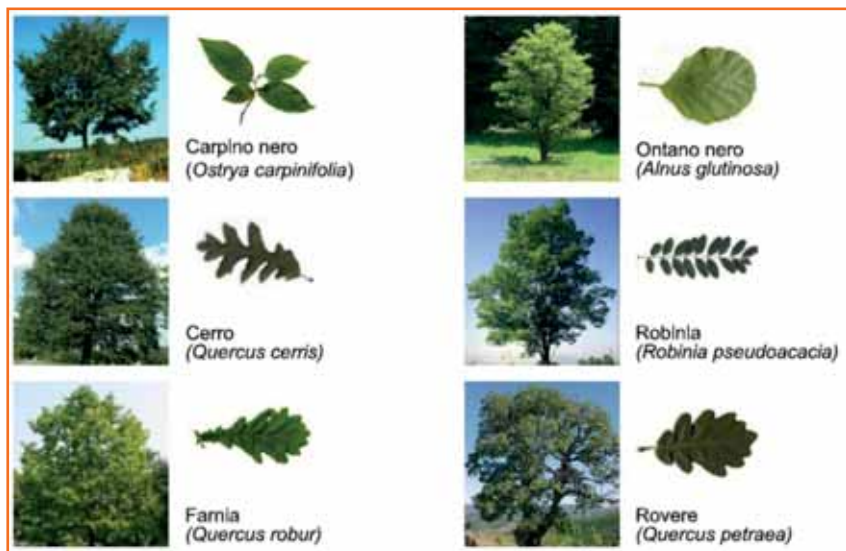 Carpino nero
(Ostrya carpinifolia)
Ontano nero
(Alnus glutinosa)
Cerro
(Quercus cerris)
Robinia
(Robinia pseudoacacia)
Farnia
(Quercus robur)
Rovere
(Quercus petraea)